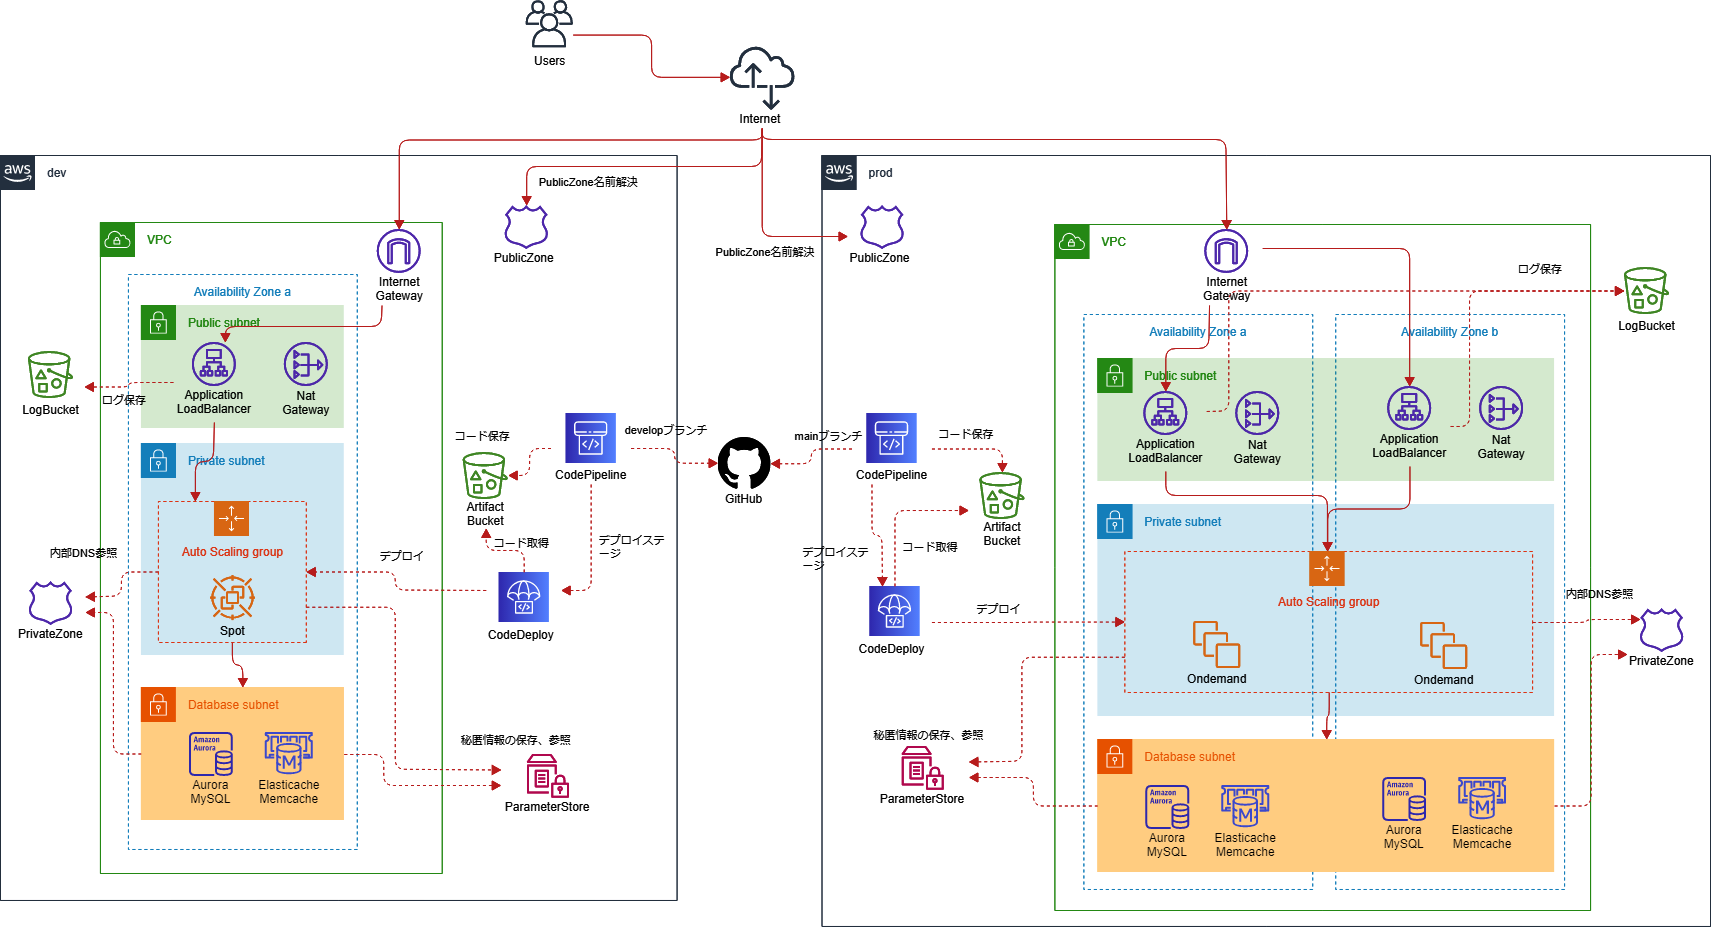 Users
Internet
aws
dev
PublicZone名前解決
PublicZone
VPC
Internet
Gateway
Availability Zone a
Public subnet
Application
LoadBalancer
Nat
Gateway
LogBucket
ログ保存
Private subnet
Auto Scaling group
Spot
内部DNS参照
PrivateZone
Database subnet
Amazon
Aurora
Aurora
MySQL
M
Elasticache
Memcache
コード保存
Artifact
Bucket
コード取得
CodePipeline
developブランチ
デプロイステ
ージ
デプロイ
CodeDeploy
秘匿情報の保存、参照
ParameterStore
GitHub
aws
prod
PublicZone名前解決
PublicZone
mainブランチ
CodePipeline
コード保存
Artifact
Bucket
コード取得
デプロイステ
ージ
CodeDeploy
デプロイ
秘匿情報の保存、参照
ParameterStore
VPC
Internet
Gateway
ログ保存
LogBucket
Availability Zone a
Availability Zone b
Public subnet
Application
LoadBalancer
Nat
Gateway
Application
LoadBalancer
Nat
Gateway
Private subnet
Auto Scaling group
Ondemand
Ondemand
内部DNS参照
PrivateZone
Database subnet
Amazon
Aurora
Aurora
MySQL
M
Elasticache
Memcache
Amazon
Aurora
Aurora
MySQL
M
Elasticache
Memcache